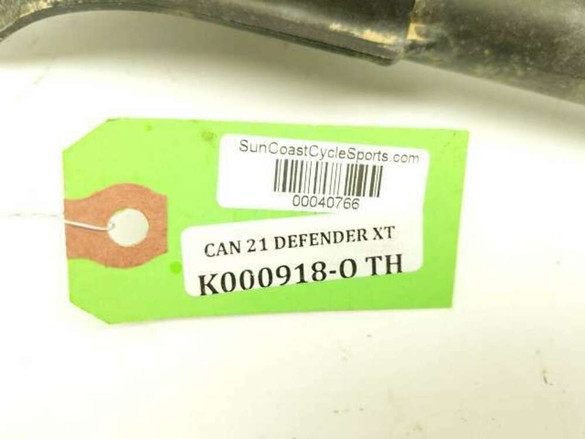 SunCoastCycleSports.com
00040766
CAN 21 DEFENDER XT
K000918-O TH